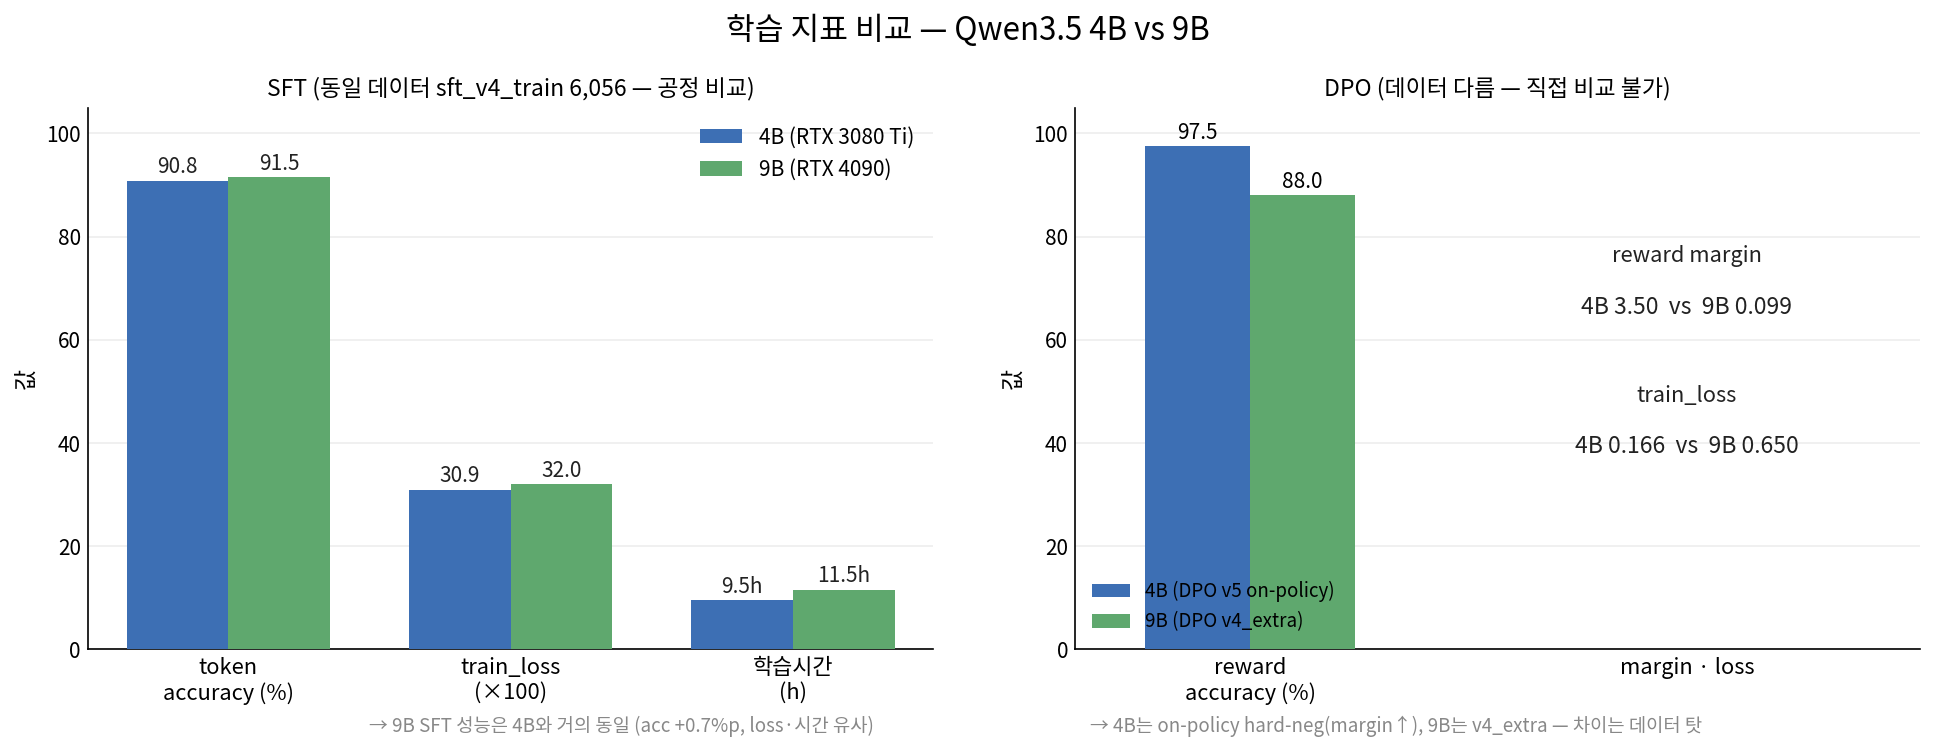 학습 지표 비교 — Qwen3.5 4B vs 9B
SFT (동일 데이터 sft_v4_train 6,056 — 공정 비교)
값
100
80
60
40
20
0
4B (RTX 3080 Ti)
9B (RTX 4090)
90.8
91.5
30.9
32.0
9.5h
11.5h
token
accuracy (%)
train_loss
(×100)
학습시간
(h)
→ 9B SFT 성능은 4B와 거의 동일 (acc +0.7%p, loss·시간 유사)
DPO (데이터 다름 — 직접 비교 불가)
값
100
80
60
40
20
0
97.5
88.0
reward margin
4B 3.50 vs 9B 0.099
train_loss
4B 0.166 vs 9B 0.650
4B (DPO v5 on-policy)
9B (DPO v4_extra)
reward
accuracy (%)
margin · loss
→ 4B는 on-policy hard-neg(margin↑), 9B는 v4_extra — 차이는 데이터 탓